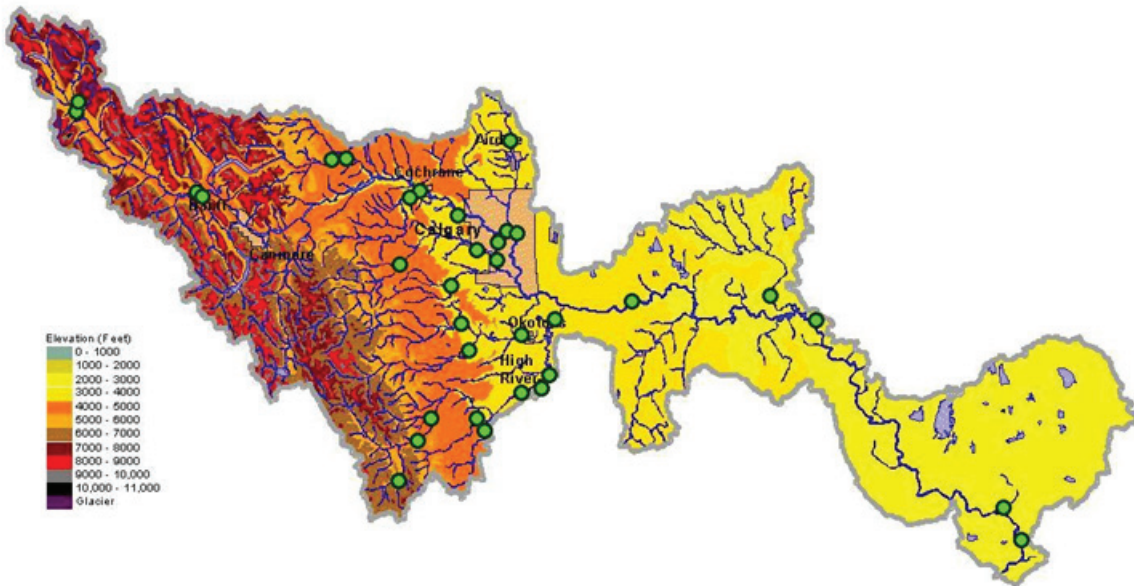 Airdrie
Cochrane
Banff
Calgary
Canmore
Okotoks
High
River
Elevation (Feet)
0 - 1000
1000 - 2000
2000 - 3000
3000 - 4000
4000 - 5000
5000 - 6000
6000 - 7000
7000 - 8000
8000 - 9000
9000 - 10,000
10,000 - 11,000
Glacier